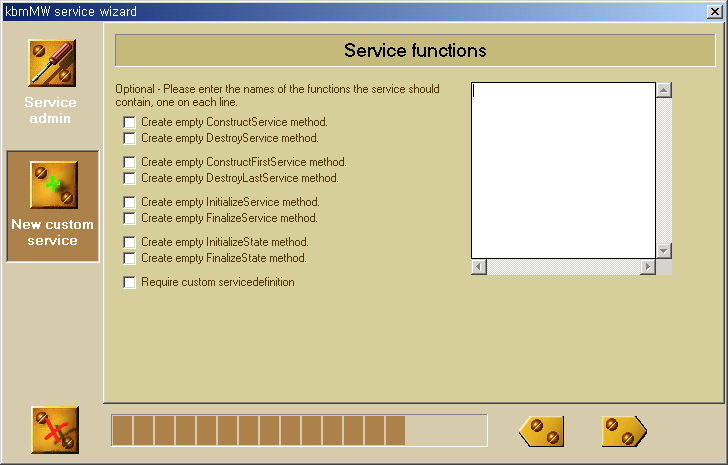 kbmMW service wizard
Service functions
Service
admin
New custom
service
Optional - Please enter the names of the functions the service should
contain, one on each line.
Create empty ConstructService method.
Create empty DestroyService method.
Create empty ConstructFirstService method.
Create empty DestroyLastService method.
Create empty InitializeService method.
Create empty FinalizeService method.
Create empty InitializeState method.
Create empty FinalizeState method.
Require custom servicedefinition